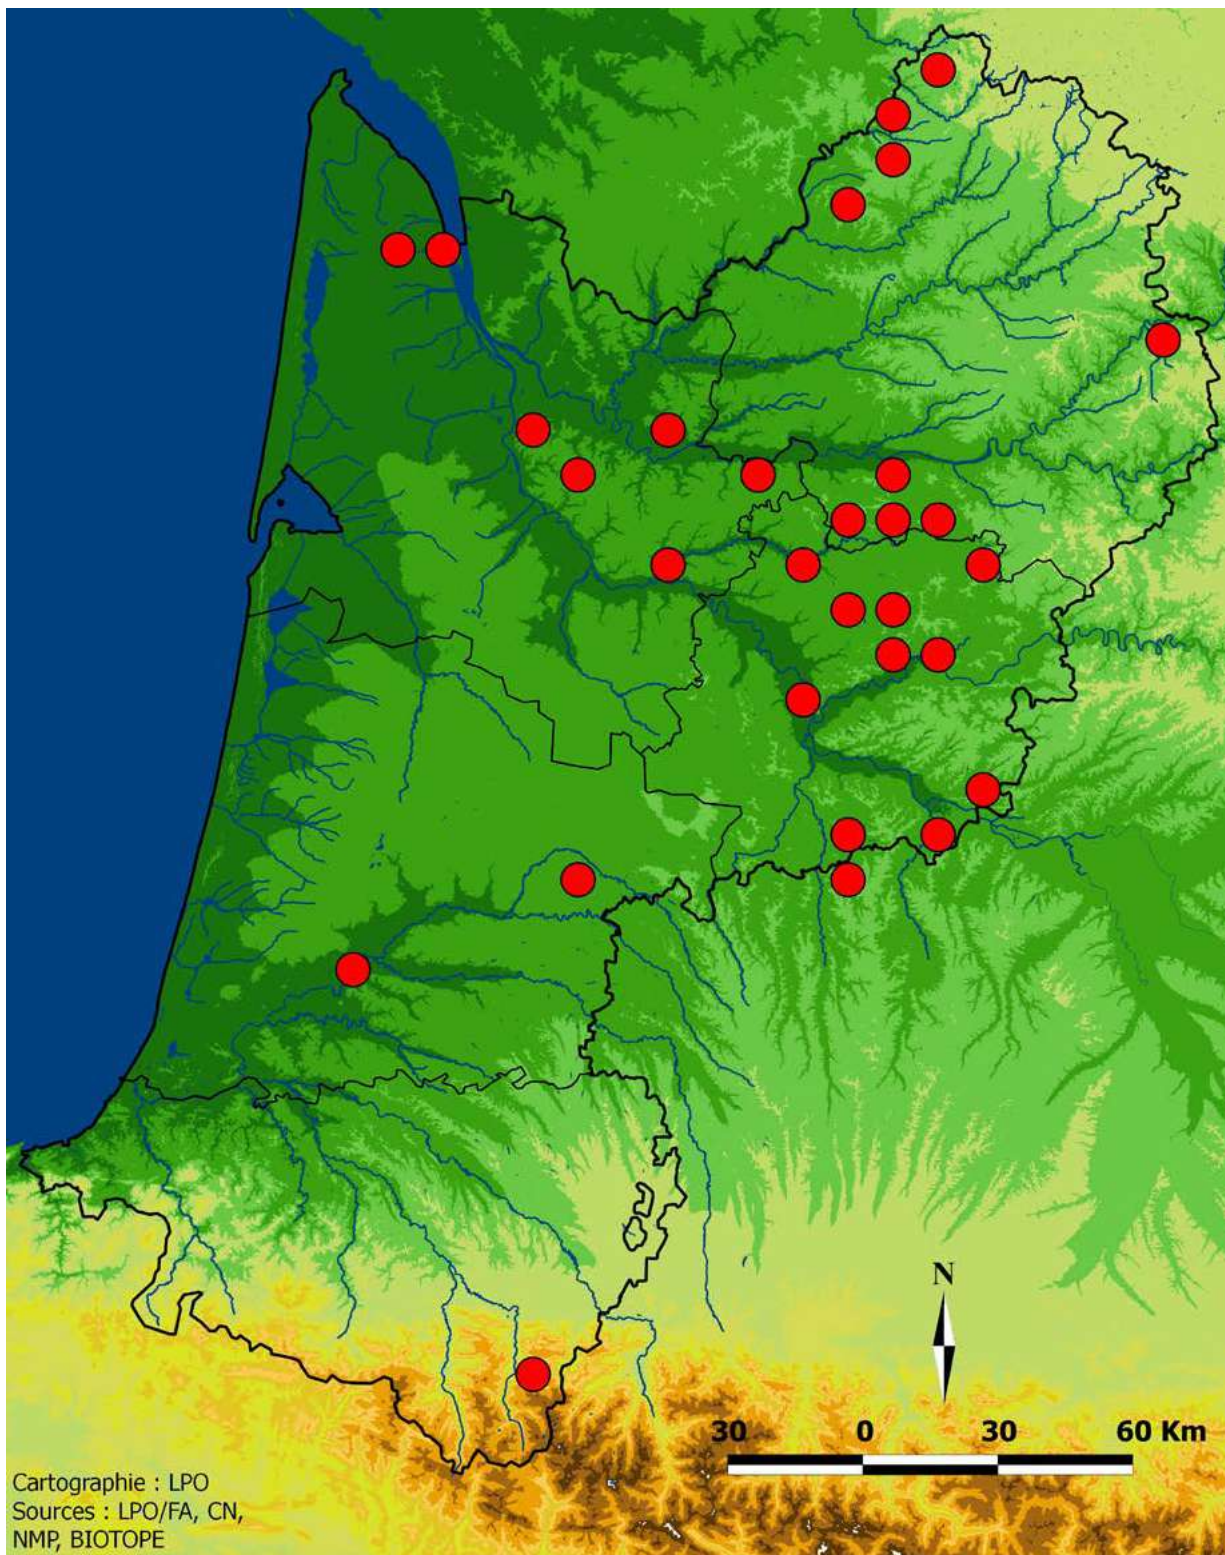 N
30 0 30 60 Km
Cartographie : LPO
Sources : LPO/FA, CN,
NMP, BIOTOPE